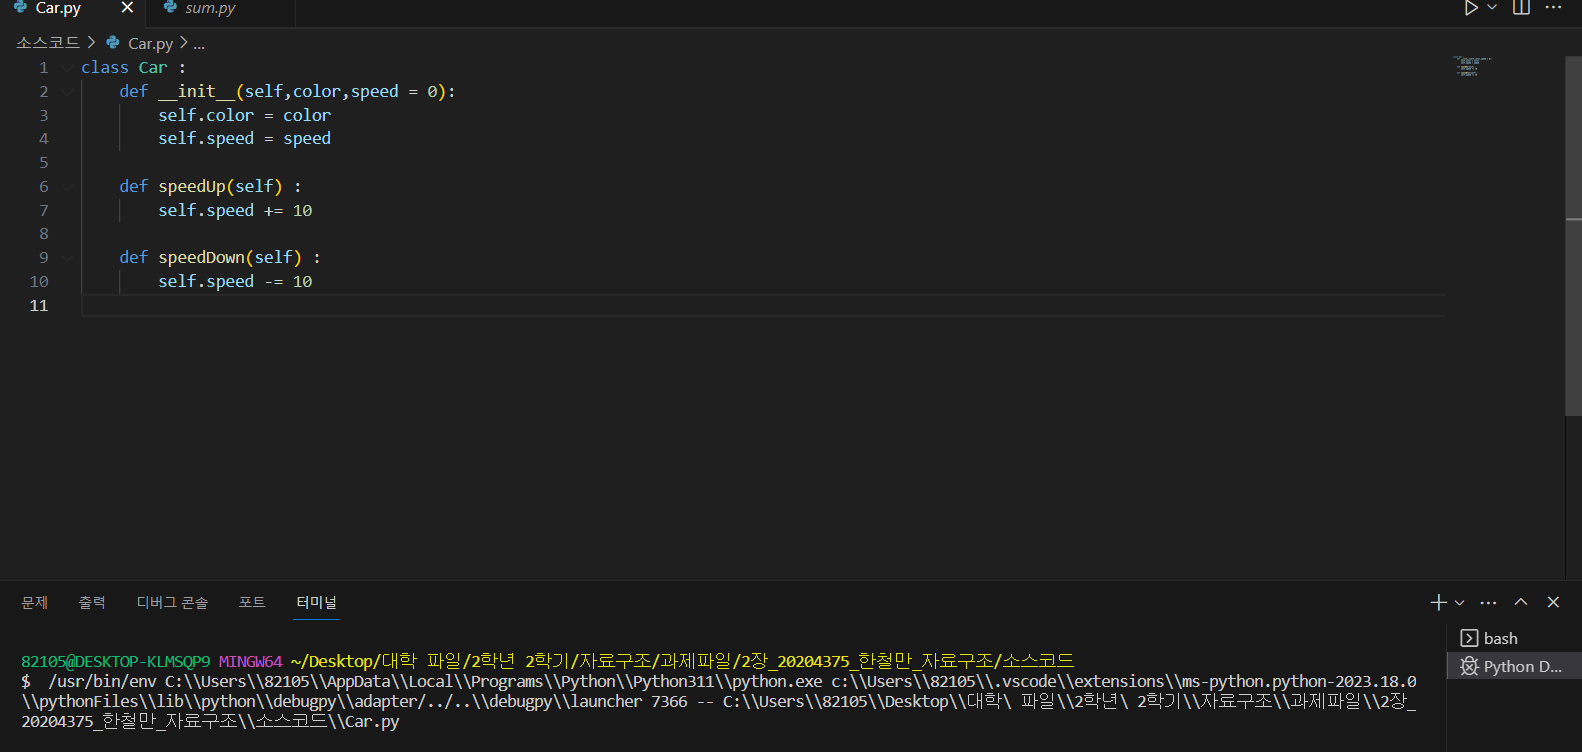 Car.py
sum.py
소스코드 > Car.py > ...
1 class Car :
2     def __init__(self,color,speed = 0):
3         self.color = color
4         self.speed = speed
5
6     def speedUp(self) :
7         self.speed += 10
8
9     def speedDown(self) :
10         self.speed -= 10
11
문제 출력 디버그 콘솔 포트 터미널
bash
Python D...
82105@DESKTOP-KLMSQP9 MINGW64 ~/Desktop/대학 파일/2학년 2학기/자료구조/과제파일/2장_20204375_한철만_자료구조/소스코드
$  /usr/bin/env C:\\Users\\82105\\AppData\\Local\\Programs\\Python\\Python311\\python.exe c:\\Users\\82105\\.vscode\\extensions\\ms-python.python-2023.18.0
\\pythonFiles\\lib\\python\\debugpy\\adapter/../..\\debugpy\\launcher 7366 -- C:\\Users\\82105\\Desktop\\대학\ 파일\\2학년\ 2학기\\자료구조\\과제파일\\2장_
20204375_한철만_자료구조\\소스코드\\Car.py